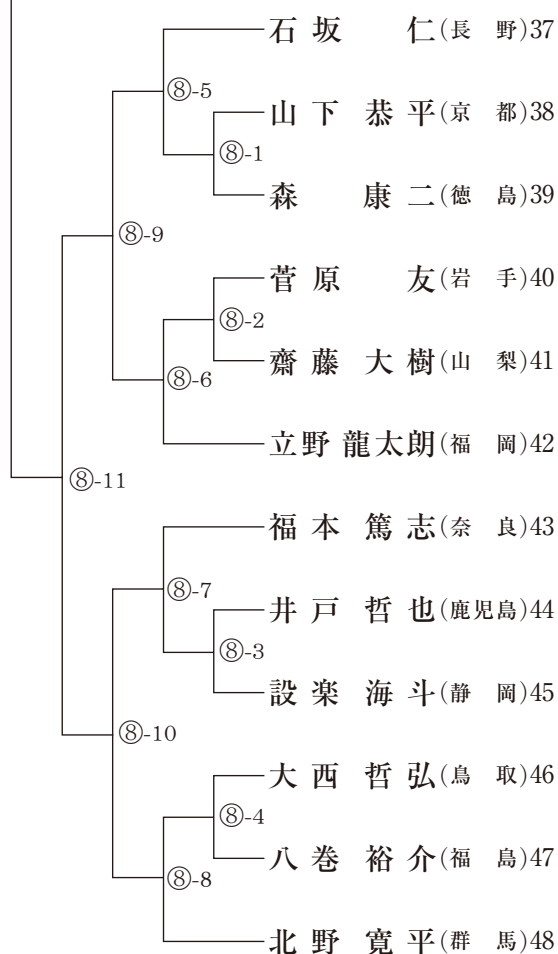 石坂 仁(長 野)37
⑧-5
山下 恭平(京 都)38
⑧-1
森 康二(徳 島)39
⑧-9
菅原 友(岩 手)40
⑧-2
齋藤 大樹(山 梨)41
⑧-6
立野 龍太朗(福 岡)42
⑧-11
福本 篤志(奈 良)43
⑧-7
井戸 哲也(鹿児島)44
⑧-3
設楽 海斗(静 岡)45
⑧-10
大西 哲弘(鳥 取)46
⑧-4
八巻 裕介(福 島)47
⑧-8
北野 寛平(群 馬)48